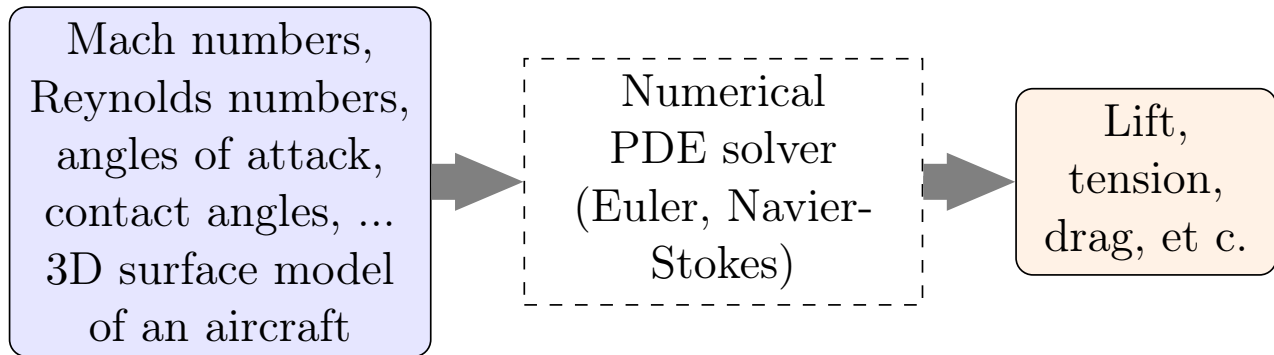 Mach numbers,
Reynolds numbers,
angles of attack,
contact angles, ...
3D surface model
of an aircraft
Numerical
PDE solver
(Euler, Navier-
Stokes)
Lift,
tension,
drag, et c.